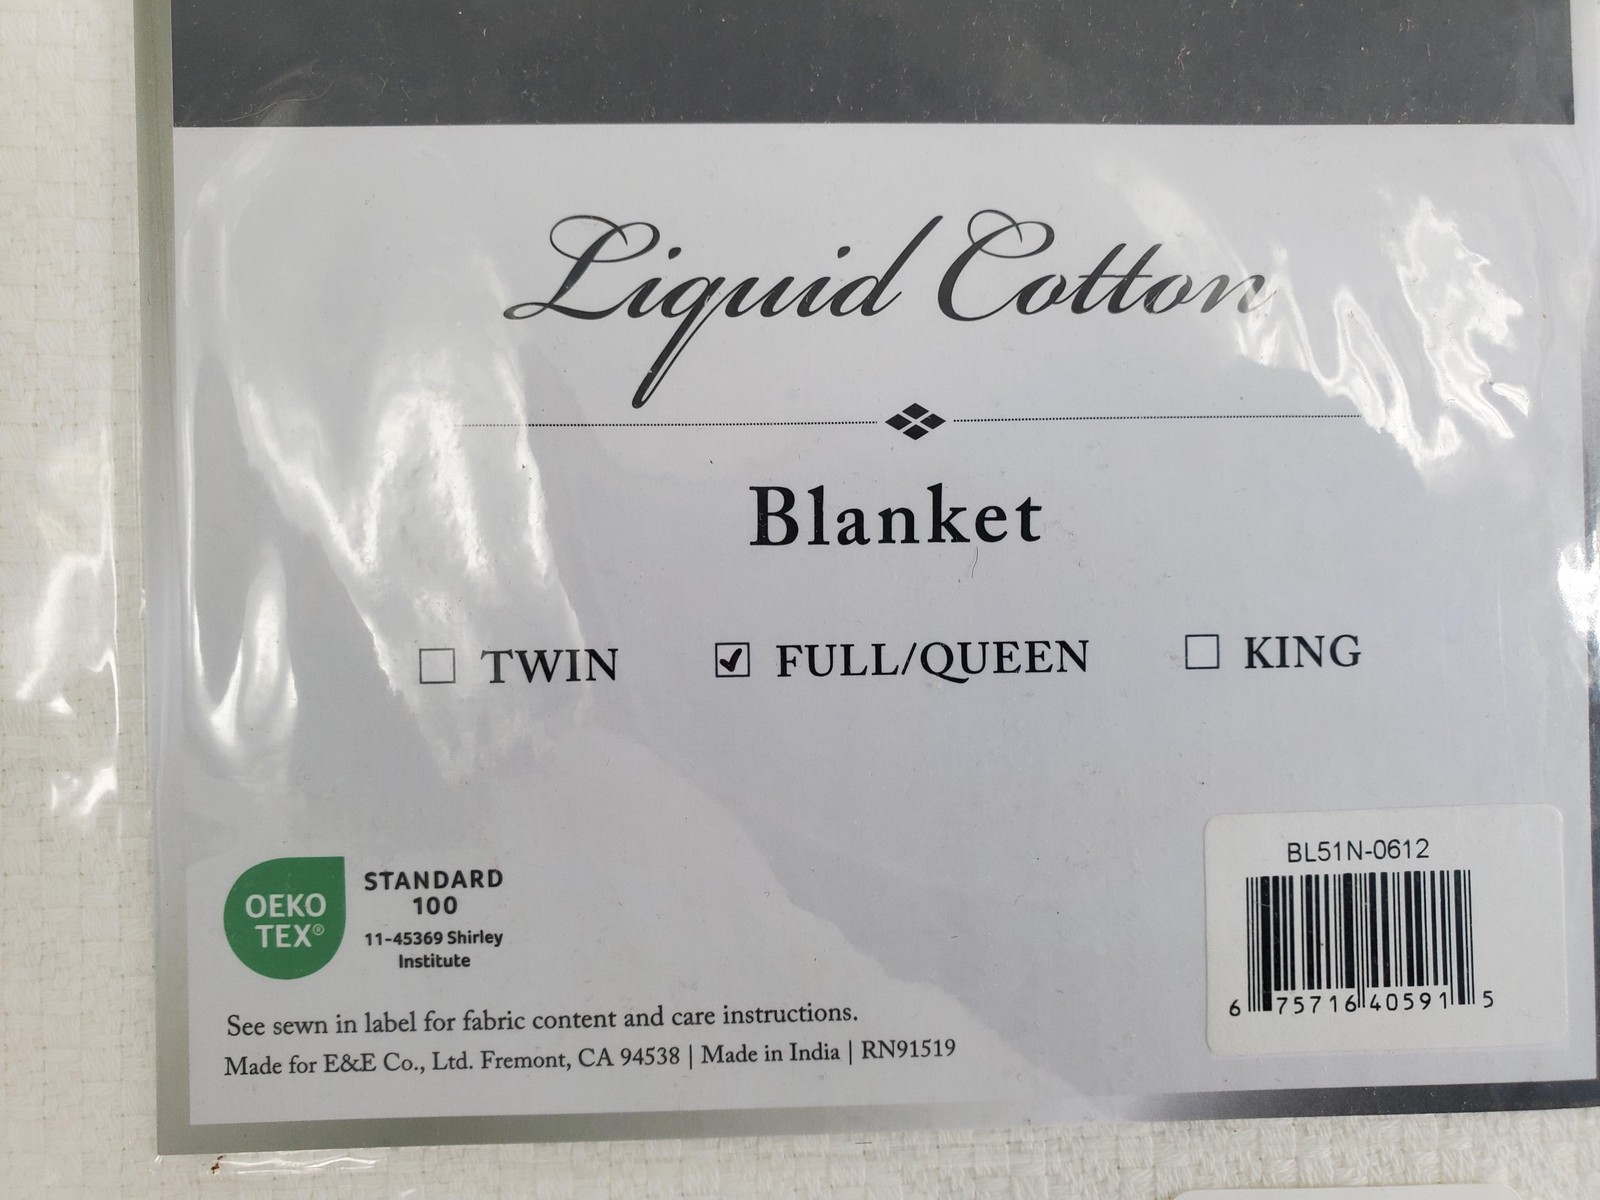 Liquid Cotton
Blanket
TWIN FULL/QUEEN KING
OEKO
TEX®
STANDARD
100
11-45369 Shirley
Institute
See sewn in label for fabric content and care instructions.
Made for E&E Co., Ltd. Fremont, CA 94538 | Made in India | RN91519
BL51N-0612
6 75716 40591 5